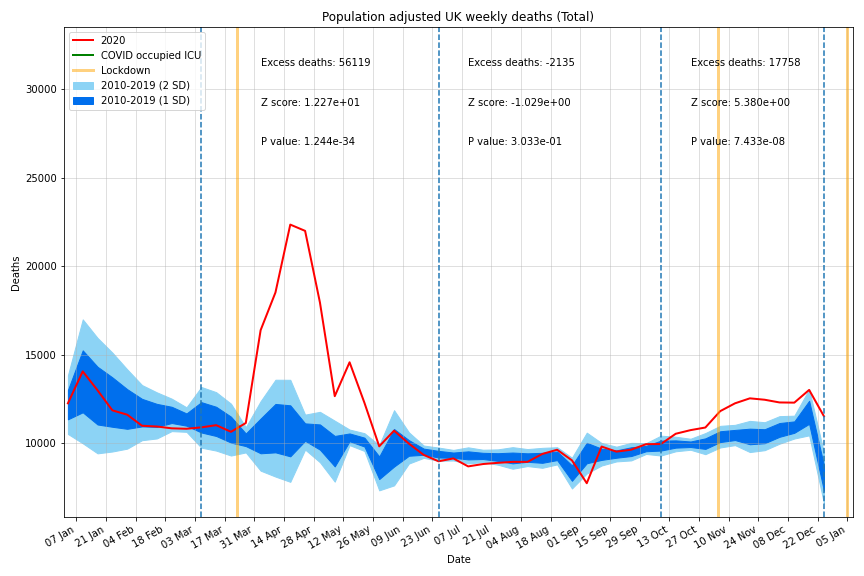 Population adjusted UK weekly deaths (Total)
2020
COVID occupied ICU
Lockdown
2010-2019 (2 SD)
2010-2019 (1 SD)
Excess deaths: 56119
Z score: 1.227e+01
P value: 1.244e-34
Excess deaths: -2135
Z score: -1.029e+00
P value: 3.033e-01
Excess deaths: 17758
Z score: 5.380e+00
P value: 7.433e-08
Deaths
30000
25000
20000
15000
10000
07 Jan
21 Jan
04 Feb
18 Feb
03 Mar
17 Mar
31 Mar
14 Apr
28 Apr
12 May
26 May
09 Jun
23 Jun
07 Jul
21 Jul
04 Aug
18 Aug
01 Sep
15 Sep
29 Sep
13 Oct
27 Oct
10 Nov
24 Nov
08 Dec
22 Dec
05 Jan
Date